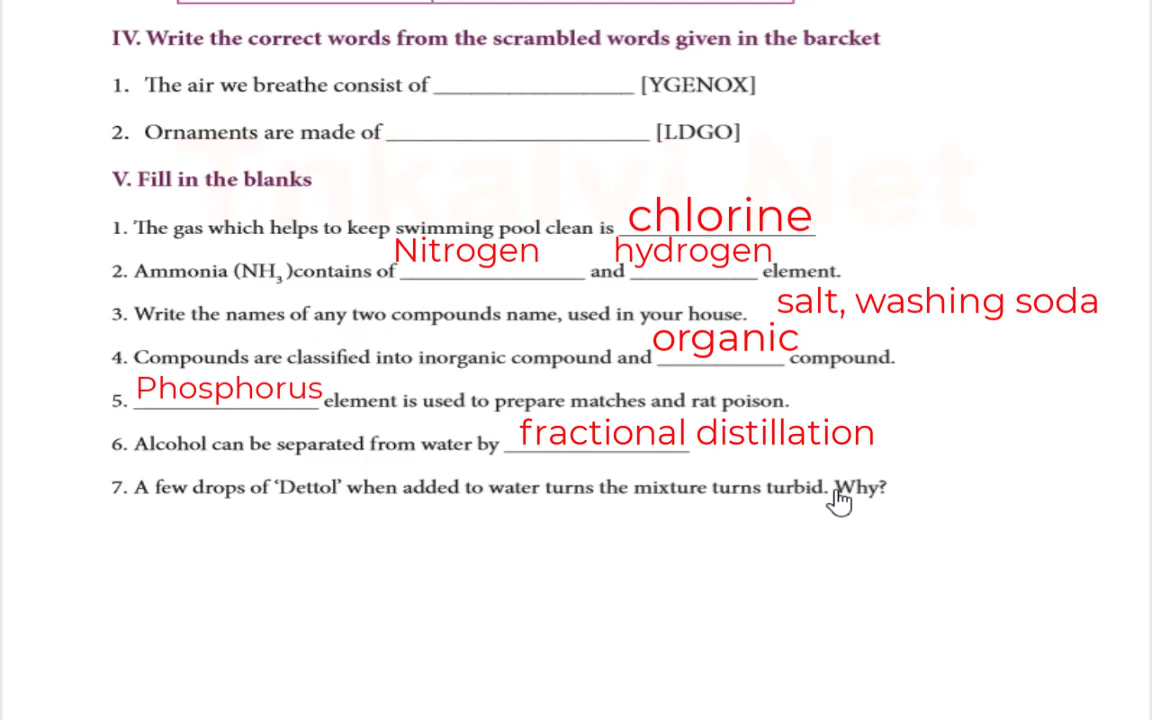 IV. Write the correct words from the scrambled words given in the barcket
1. The air we breathe consist of ____________________ [YGENOX]
2. Ornaments are made of __________________________ [LDGO]
Tnkalvi.Net
V. Fill in the blanks
1. The gas which helps to keep swimming pool clean is chlorine
2. Ammonia (NH₃)contains of Nitrogen and hydrogen element.
3. Write the names of any two compounds name, used in your house. salt, washing soda
4. Compounds are classified into inorganic compound and organic compound.
5. Phosphorus element is used to prepare matches and rat poison.
6. Alcohol can be separated from water by fractional distillation
7. A few drops of ‘Dettol’ when added to water turns the mixture turns turbid. Why?